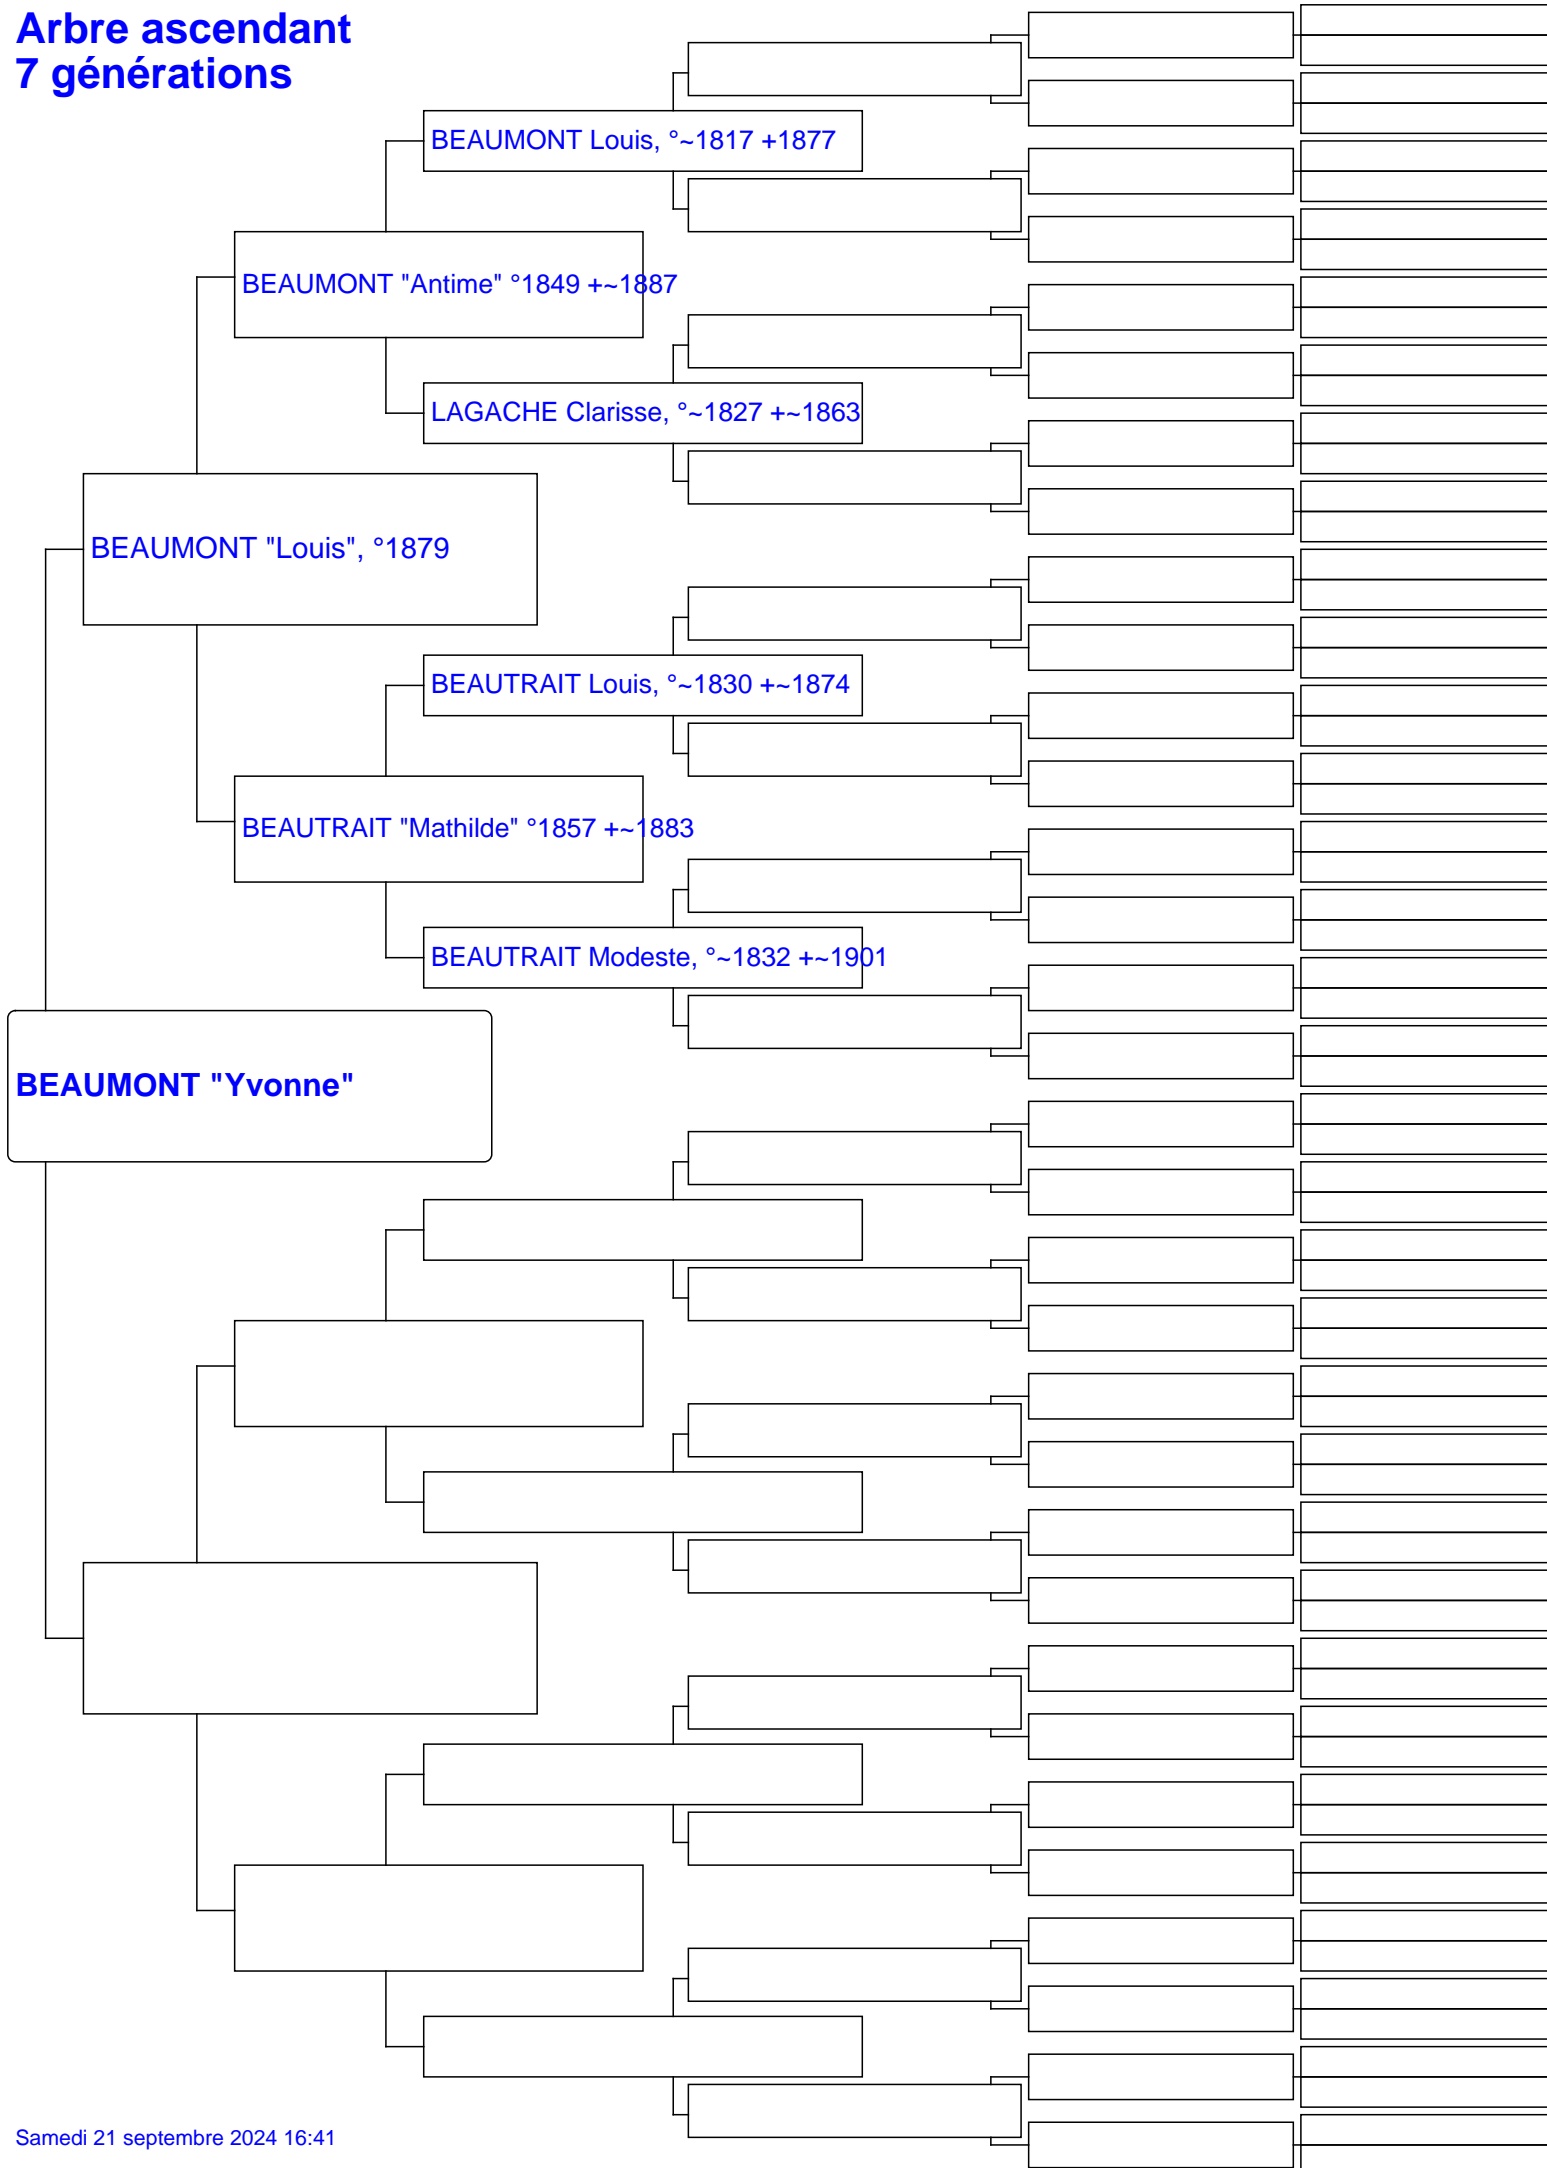 Arbre ascendant
7 générations
BEAUMONT Louis, °~1817 +1877
BEAUMONT "Antime" °1849 +~1887
LAGACHE Clarisse, °~1827 +~1863
BEAUMONT "Louis", °1879
BEAUTRAIT Louis, °~1830 +~1874
BEAUTRAIT "Mathilde" °1857 +~1883
BEAUTRAIT Modeste, °~1832 +~1901
BEAUMONT "Yvonne"
Samedi 21 septembre 2024 16:41